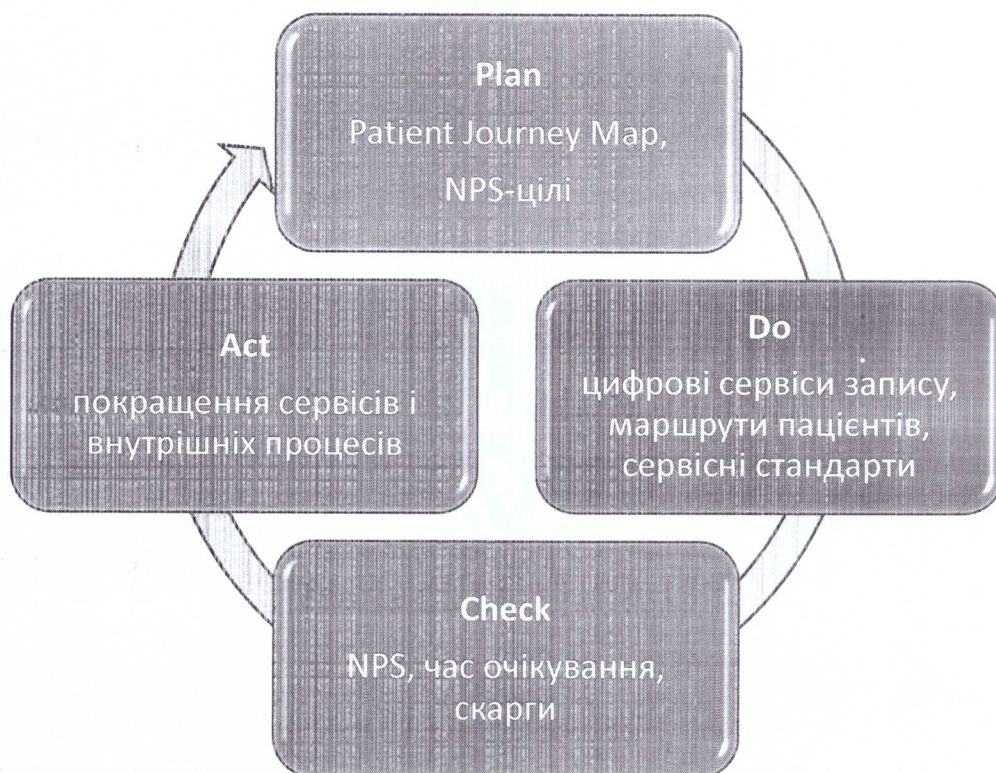 Plan
Patient Journey Map,
NPS-цілі
Do
цифрові сервіси запису,
маршрути пацієнтів,
сервісні стандарти
Check
NPS, час очікування,
скарги
Act
покращення сервісів і
внутрішніх процесів